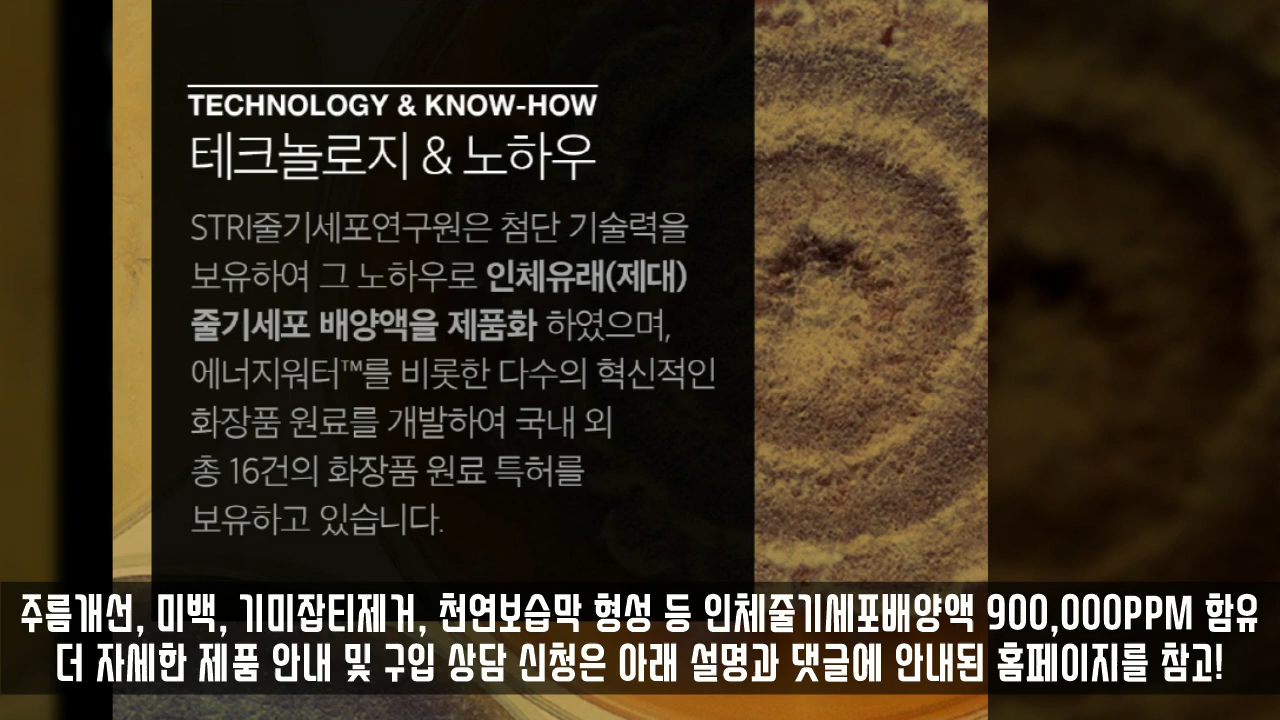 TECHNOLOGY & KNOW-HOW
테크놀로지 & 노하우
STRI줄기세포연구원은 첨단 기술력을
보유하여 그 노하우로 인체유래(제대)
줄기세포 배양액을 제품화 하였으며,
에너지워터™를 비롯한 다수의 혁신적인
화장품 원료를 개발하여 국내 외
총 16건의 화장품 원료 특허를
보유하고 있습니다.
주름개선, 미백, 기미잡티제거, 천연보습막 형성 등 인체줄기세포배양액 900,000PPM 함유
더 자세한 제품 안내 및 구입 상담 신청은 아래 설명과 댓글에 안내된 홈페이지를 참고!